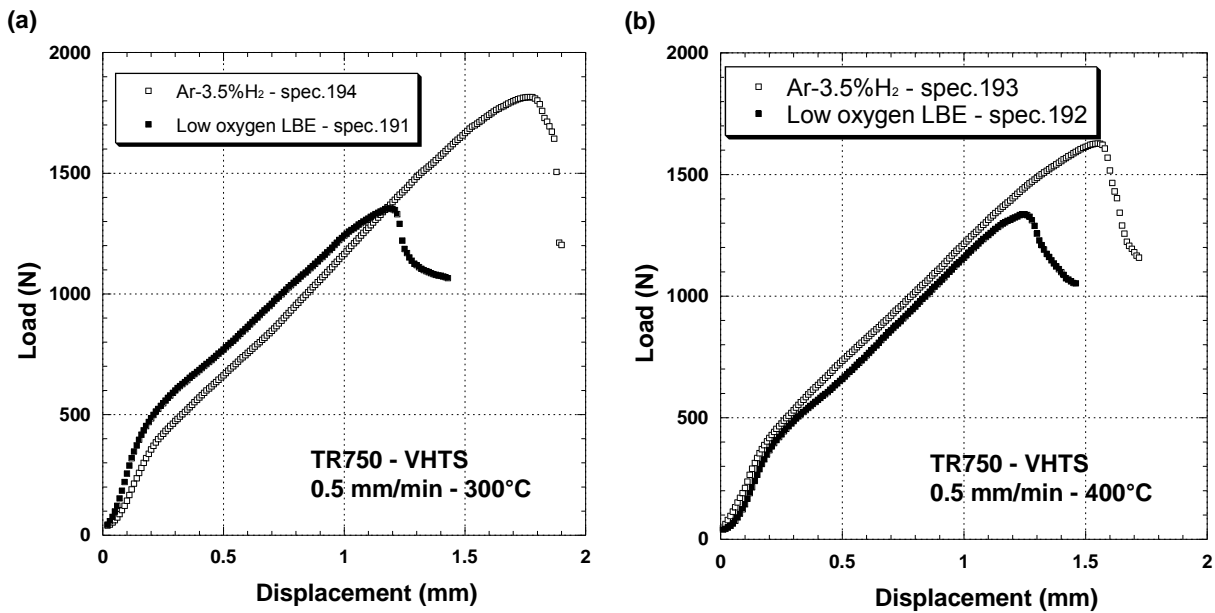 (a)
2000
1500
1000
500
0
Load (N)
Ar-3.5%H₂ - spec.194
Low oxygen LBE - spec.191
TR750 - VHTS
0.5 mm/min - 300°C
0 0.5 1 1.5 2
Displacement (mm)
(b)
2000
1500
1000
500
0
Load (N)
Ar-3.5%H₂ - spec.193
Low oxygen LBE - spec.192
TR750 - VHTS
0.5 mm/min - 400°C
0 0.5 1 1.5 2
Displacement (mm)